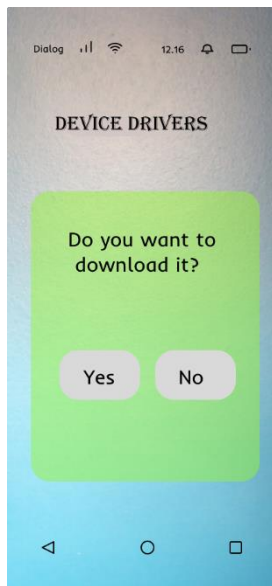 Dialog 12.16
DEVICE DRIVERS
Do you want to
download it?
Yes No